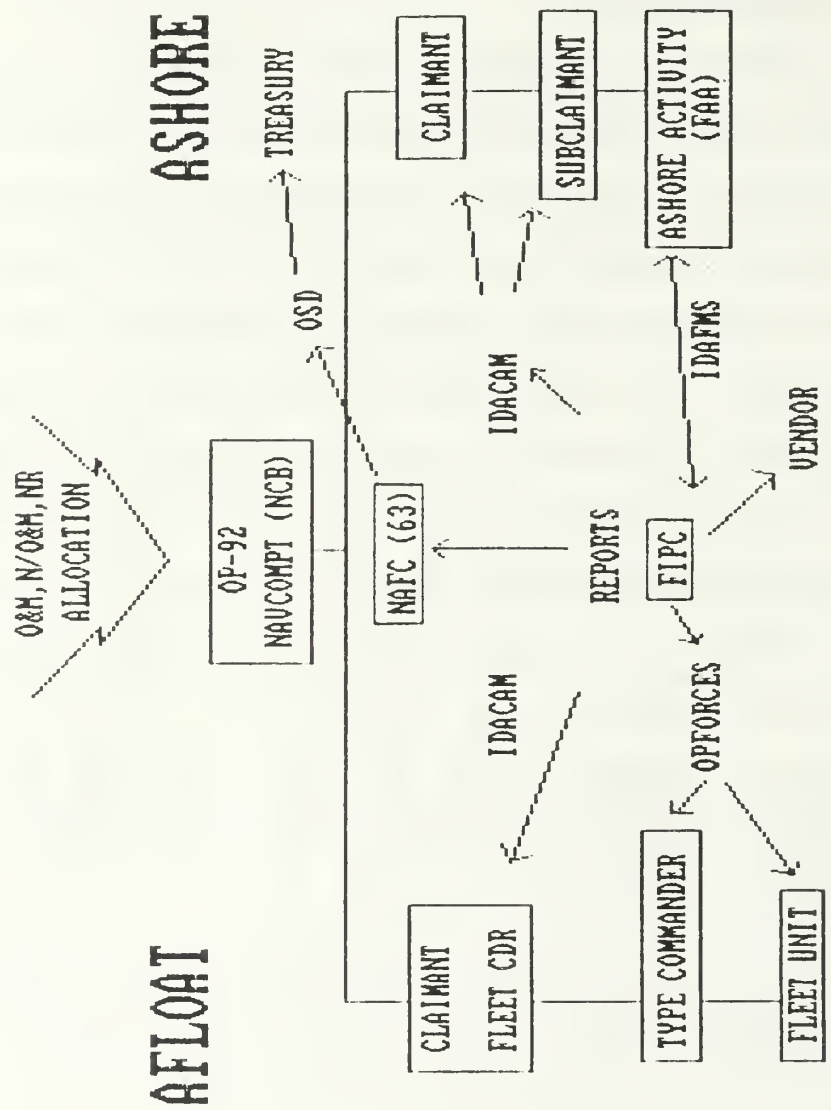 O&M,N/O&M,NR
ALLOCATION
AFLOAT
ASHORE
OP-92
NAVCOMPT (NCB)
OSD
TREASURY
NAFC (63)
CLAIMANT
FLEET CDR
CLAIMANT
IDACAM
IDACAM
SUBCLAIMANT
REPORTS
TYPE COMMANDER
OPFORCES
FIPC
IDAFMS
ASHORE ACTIVITY
(FAA)
FLEET UNIT
VENDOR